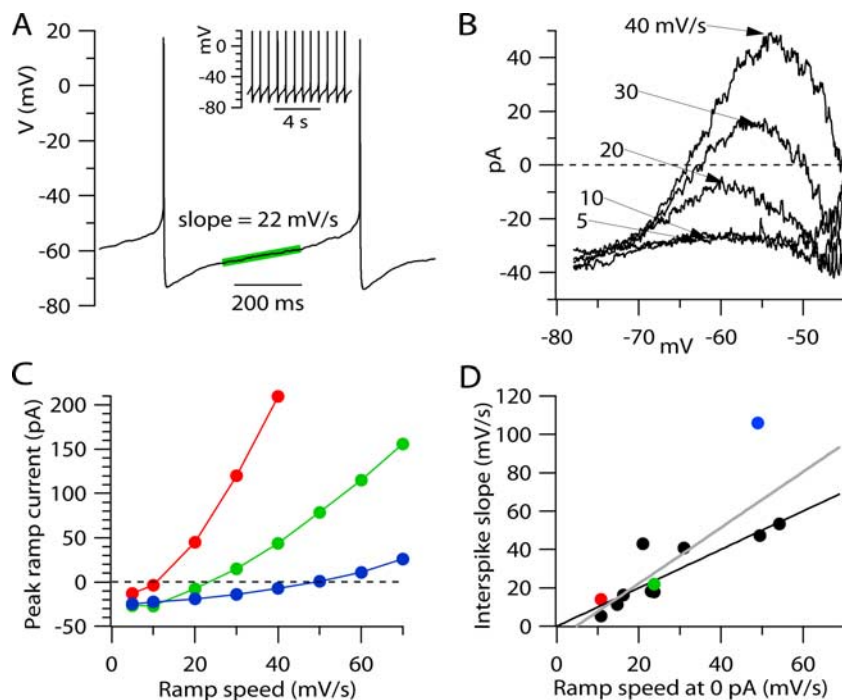 A
V (mV)
20
0
-20
-40
-60
-80
mV
20
0
-40
-80
4 s
slope = 22 mV/s
200 ms
B
pA
40
20
0
-20
-40
40 mV/s
30
20
10
5
-80
-70
-60
-50
mV
C
Peak ramp current (pA)
200
150
100
50
0
-50
0
20
40
60
Ramp speed (mV/s)
D
Interspike slope (mV/s)
120
100
80
60
40
20
0
0
20
40
60
Ramp speed at 0 pA (mV/s)